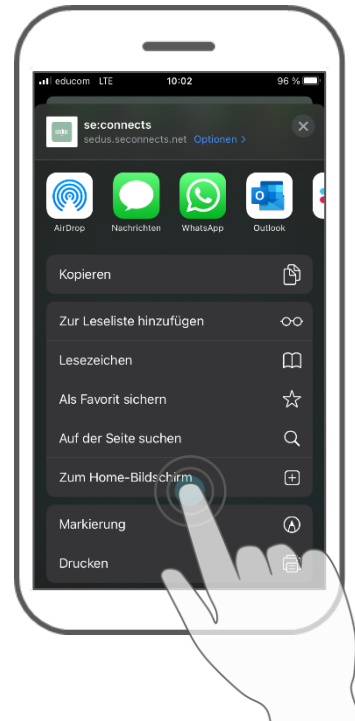 educom LTE 10:02 96 %
se:connects
sedus.seconnects.net Optionen >
AirDrop Nachrichten WhatsApp Outlook
Kopieren
Zur Leseliste hinzufügen
Lesezeichen
Als Favorit sichern
Auf der Seite suchen
Zum Home-Bildschirm
Markierung
Drucken